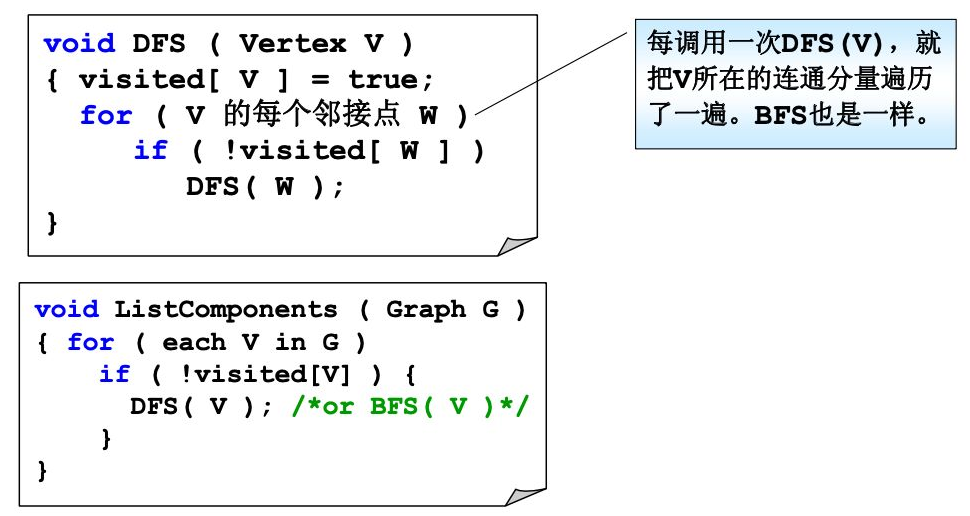 void DFS ( Vertex V )
{ visited[ V ] = true;
  for ( V 的每个邻接点 W )
     if ( !visited[ W ] )
        DFS( W );
}
每调用一次DFS(V)，就
把V所在的连通分量遍历
了一遍。BFS也是一样。
void ListComponents ( Graph G )
{ for ( each V in G )
    if ( !visited[V] ) {
      DFS( V ); /*or BFS( V )*/
    }
}